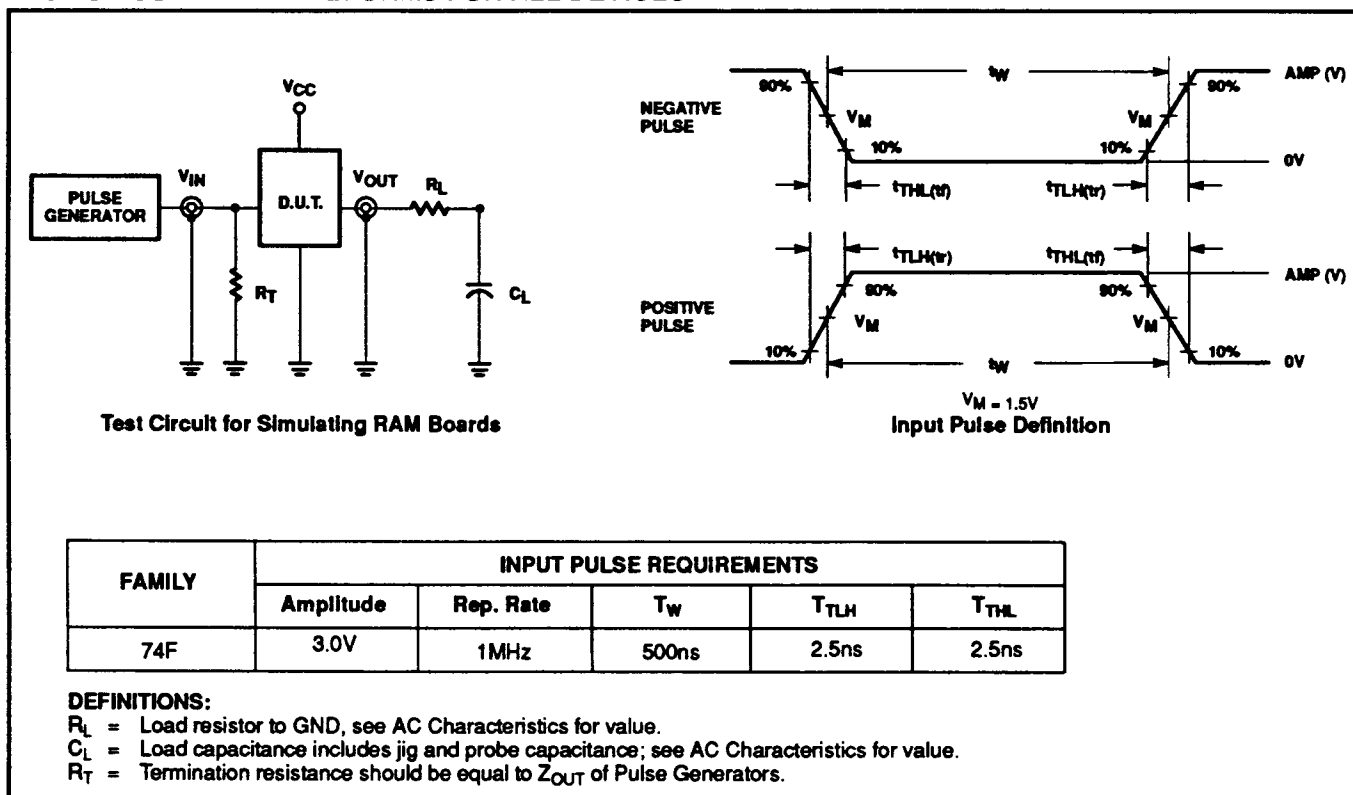 VCC
PULSE
GENERATOR
VIN
D.U.T.
VOUT
RL
RT
CL
Test Circuit for Simulating RAM Boards
NEGATIVE
PULSE
90%
tW
90%
AMP (V)
VM
VM
10%
10%
0V
tTHL(tf)
tTLH(tr)
tTLH(tr)
tTHL(tf)
AMP (V)
POSITIVE
PULSE
90%
90%
VM
VM
10%
tW
10%
0V
VM = 1.5V
Input Pulse Definition
FAMILY
INPUT PULSE REQUIREMENTS
Amplitude Rep. Rate TW TTLH TTHL
74F 3.0V 1MHz 500ns 2.5ns 2.5ns
DEFINITIONS:
RL = Load resistor to GND, see AC Characteristics for value.
CL = Load capacitance includes jig and probe capacitance; see AC Characteristics for value.
RT = Termination resistance should be equal to ZOUT of Pulse Generators.